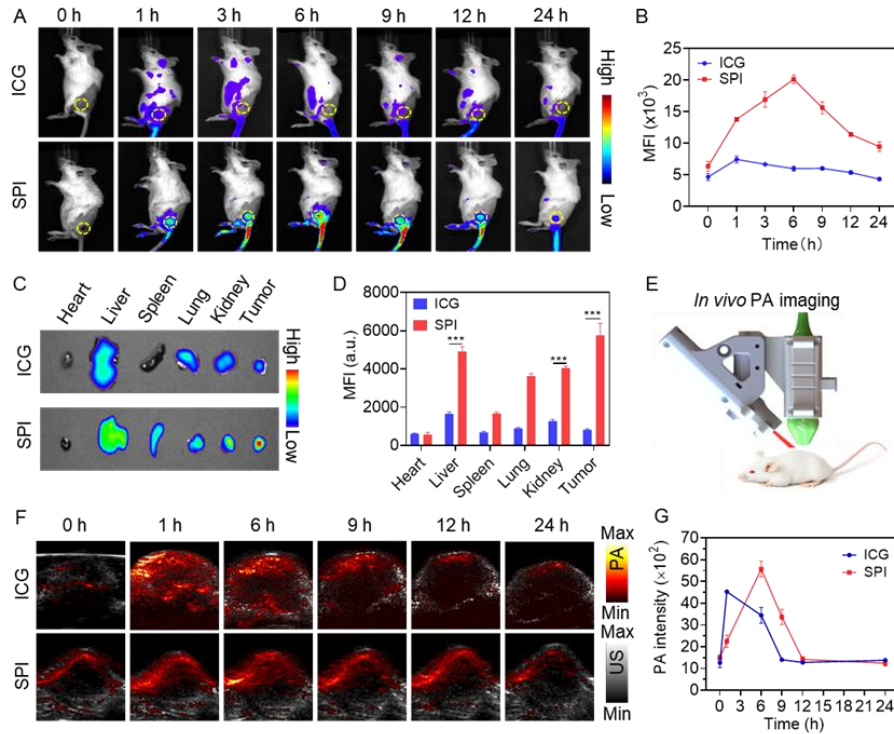 A
0 h 1 h 3 h 6 h 9 h 12 h 24 h
ICG
SPI
High
Low
B
ICG
SPI
MFI (x10³)
25
20
15
10
5
0
0 1 3 6 9 12 24
Time(h)
C
Heart Liver Spleen Lung Kidney Tumor
ICG
SPI
High
Low
D
ICG
SPI
MFI (a.u.)
8000
6000
4000
2000
0
*** *** ***
Heart Liver Spleen Lung Kidney Tumor
E
In vivo PA imaging
F
0 h 1 h 6 h 9 h 12 h 24 h
ICG
SPI
Max
PA
Min
Max
US
Min
G
ICG
SPI
PA intensity (×10²)
70
60
50
40
30
20
10
0
0 3 6 9 12 15 18 21 24
Time (h)